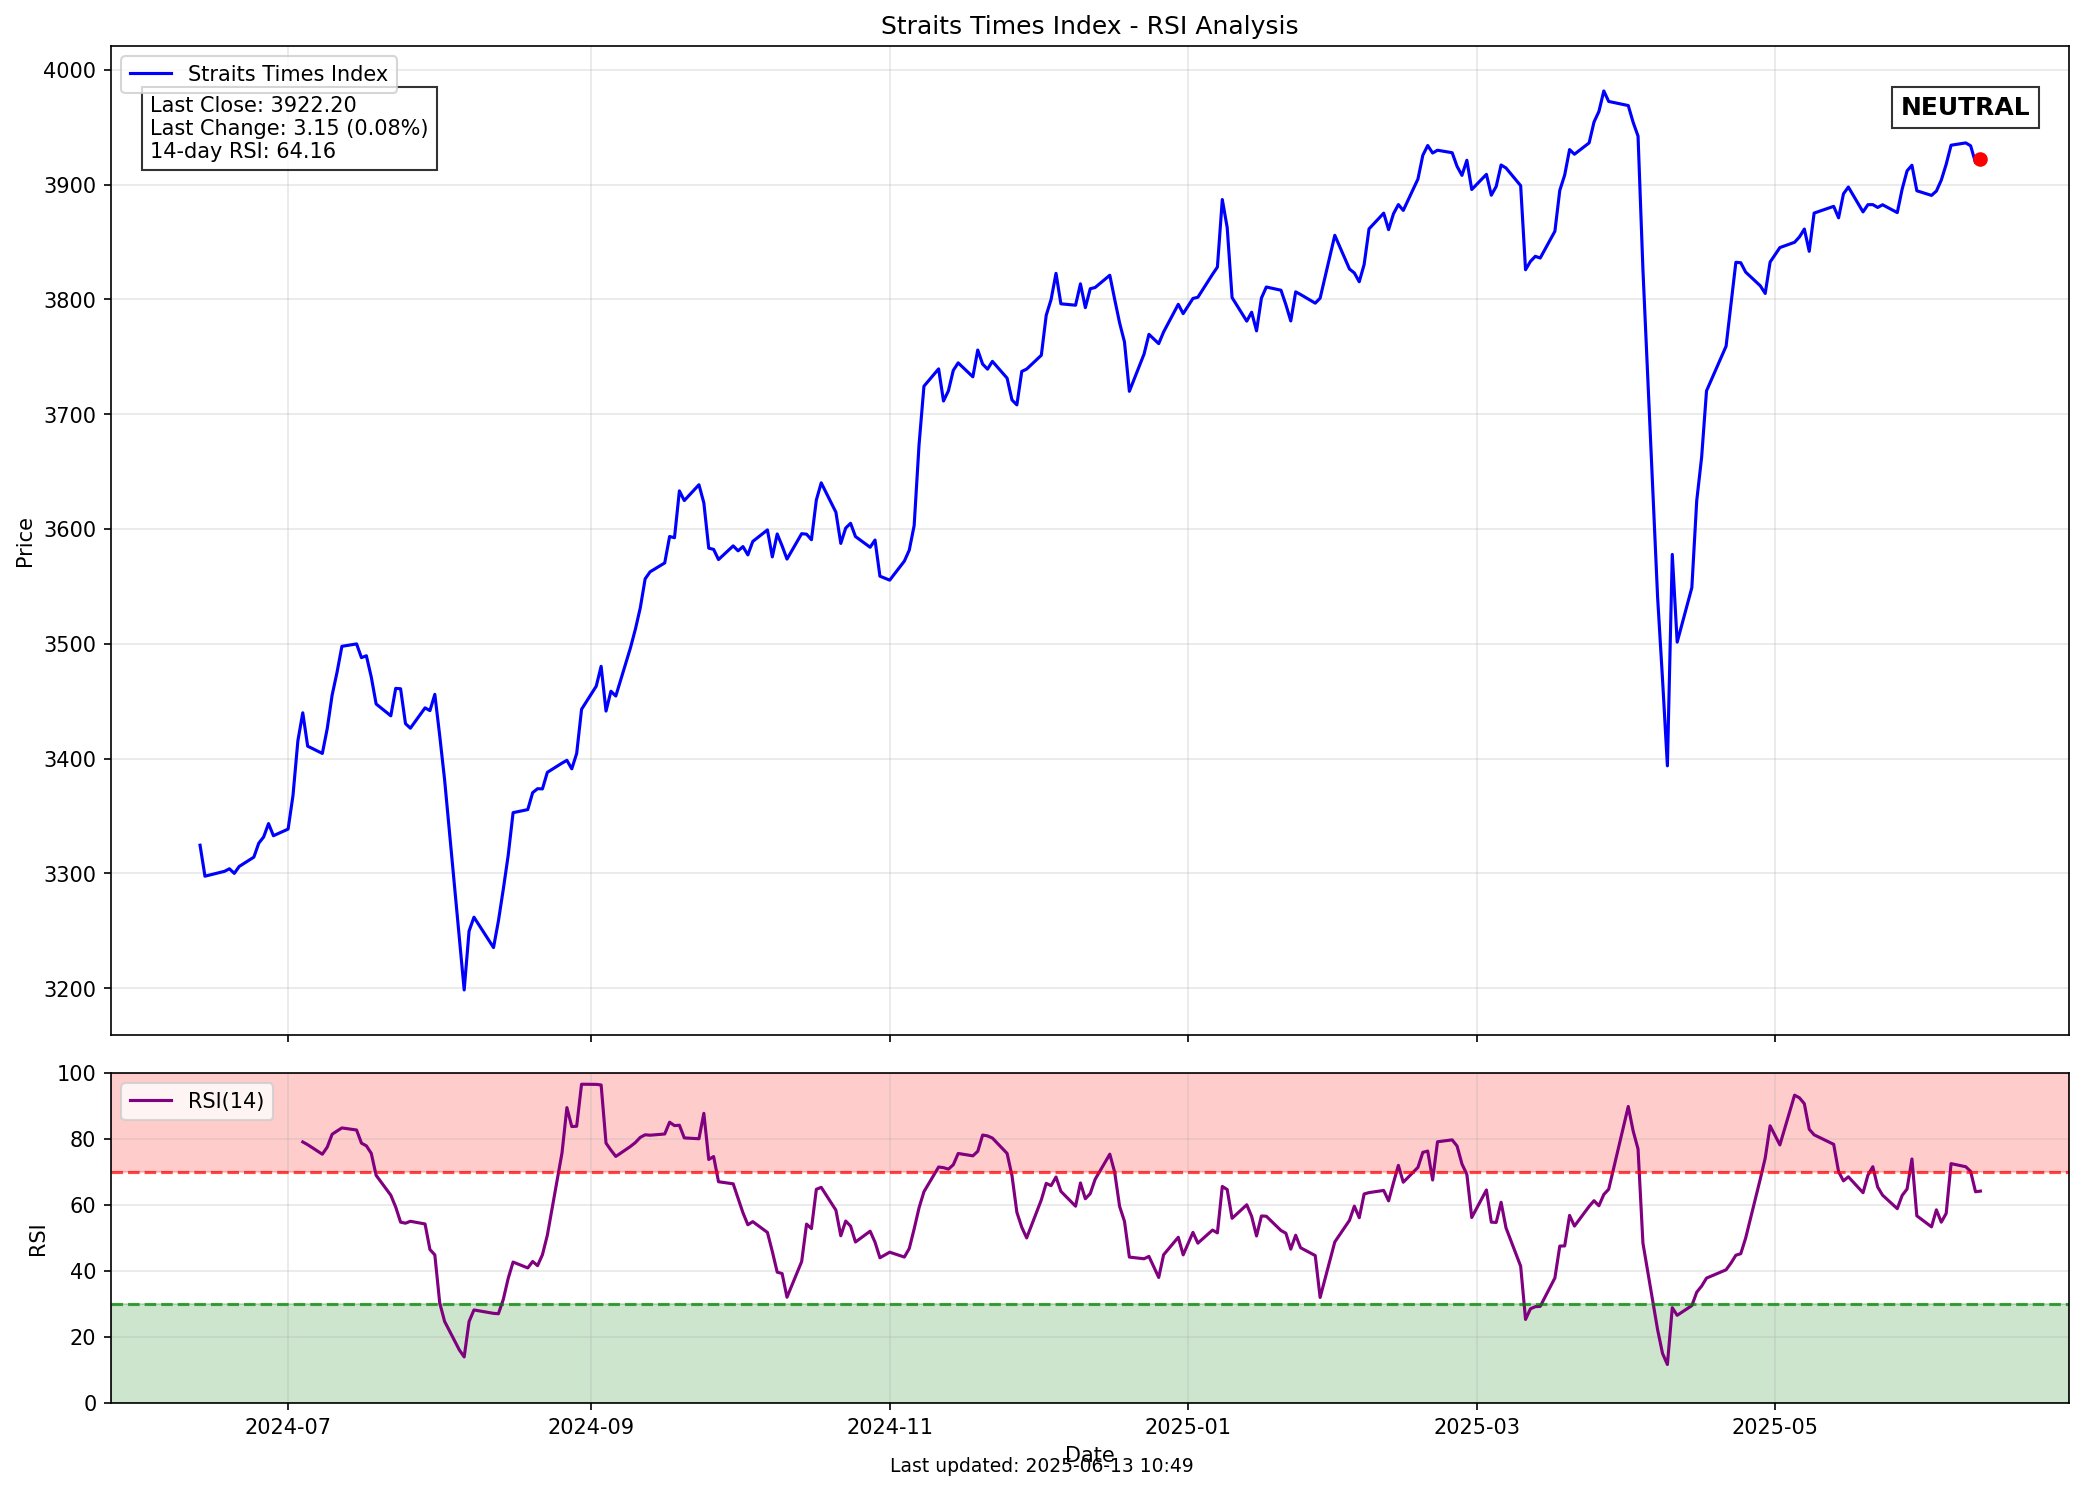 Straits Times Index - RSI Analysis
Straits Times Index
Last Close: 3922.20
Last Change: 3.15 (0.08%)
14-day RSI: 64.16
NEUTRAL
4000
3900
3800
3700
3600
3500
3400
3300
3200
Price
RSI(14)
100
80
60
40
20
0
RSI
2024-07
2024-09
2024-11
2025-01
2025-03
2025-05
Date
Last updated: 2025-06-13 10:49